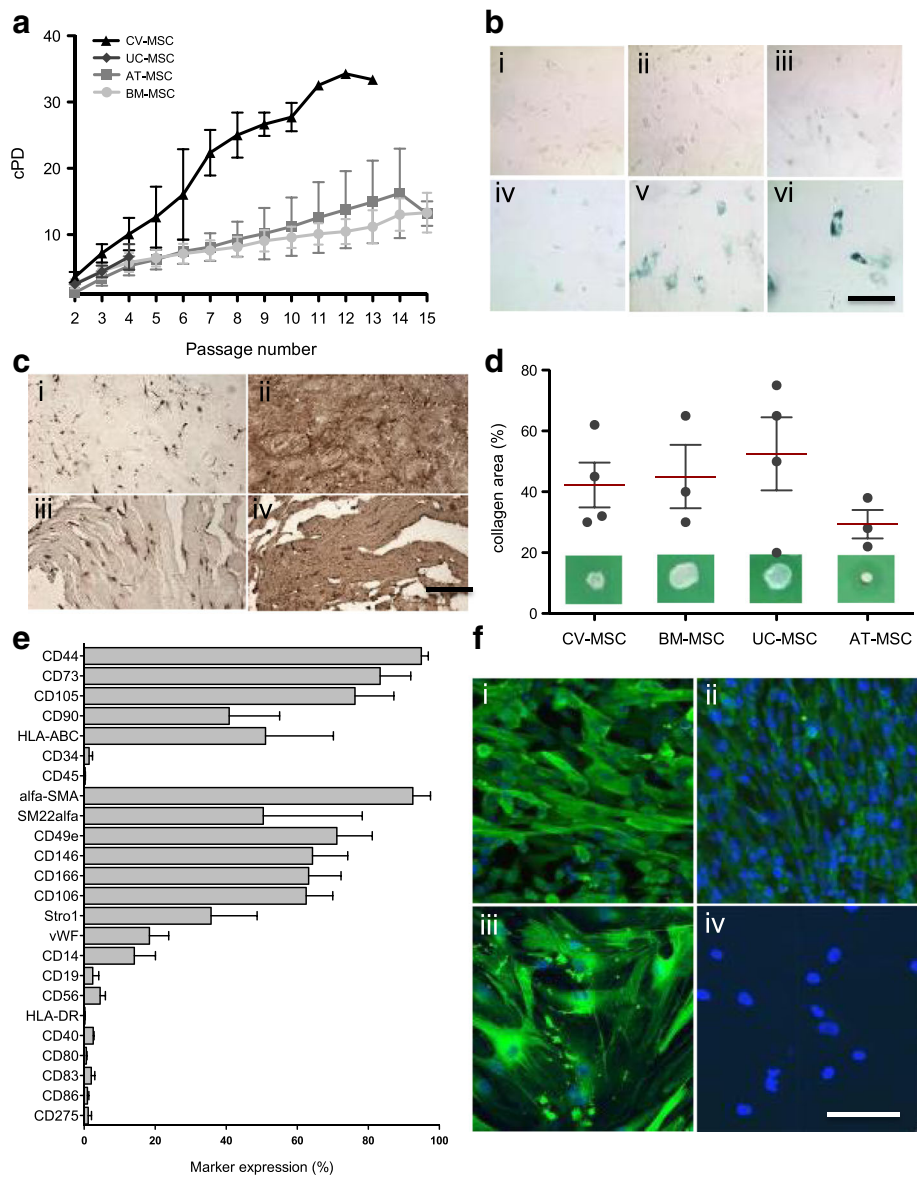 a
40
30
20
10
cPD
CV-MSC
UC-MSC
AT-MSC
BM-MSC
2 3 4 5 6 7 8 9 10 11 12 13 14 15
Passage number
b
i
ii
iii
iv
v
vi
c
i
ii
iii
iv
d
80
60
40
20
0
collagen area (%)
CV-MSC BM-MSC UC-MSC AT-MSC
e
CD44
CD73
CD105
CD90
HLA-ABC
CD34
CD45
alfa-SMA
SM22alfa
CD49e
CD146
CD166
CD106
Stro1
vWF
CD14
CD19
CD56
HLA-DR
CD40
CD80
CD83
CD86
CD275
0 20 40 60 80 100
Marker expression (%)
f
i
ii
iii
iv